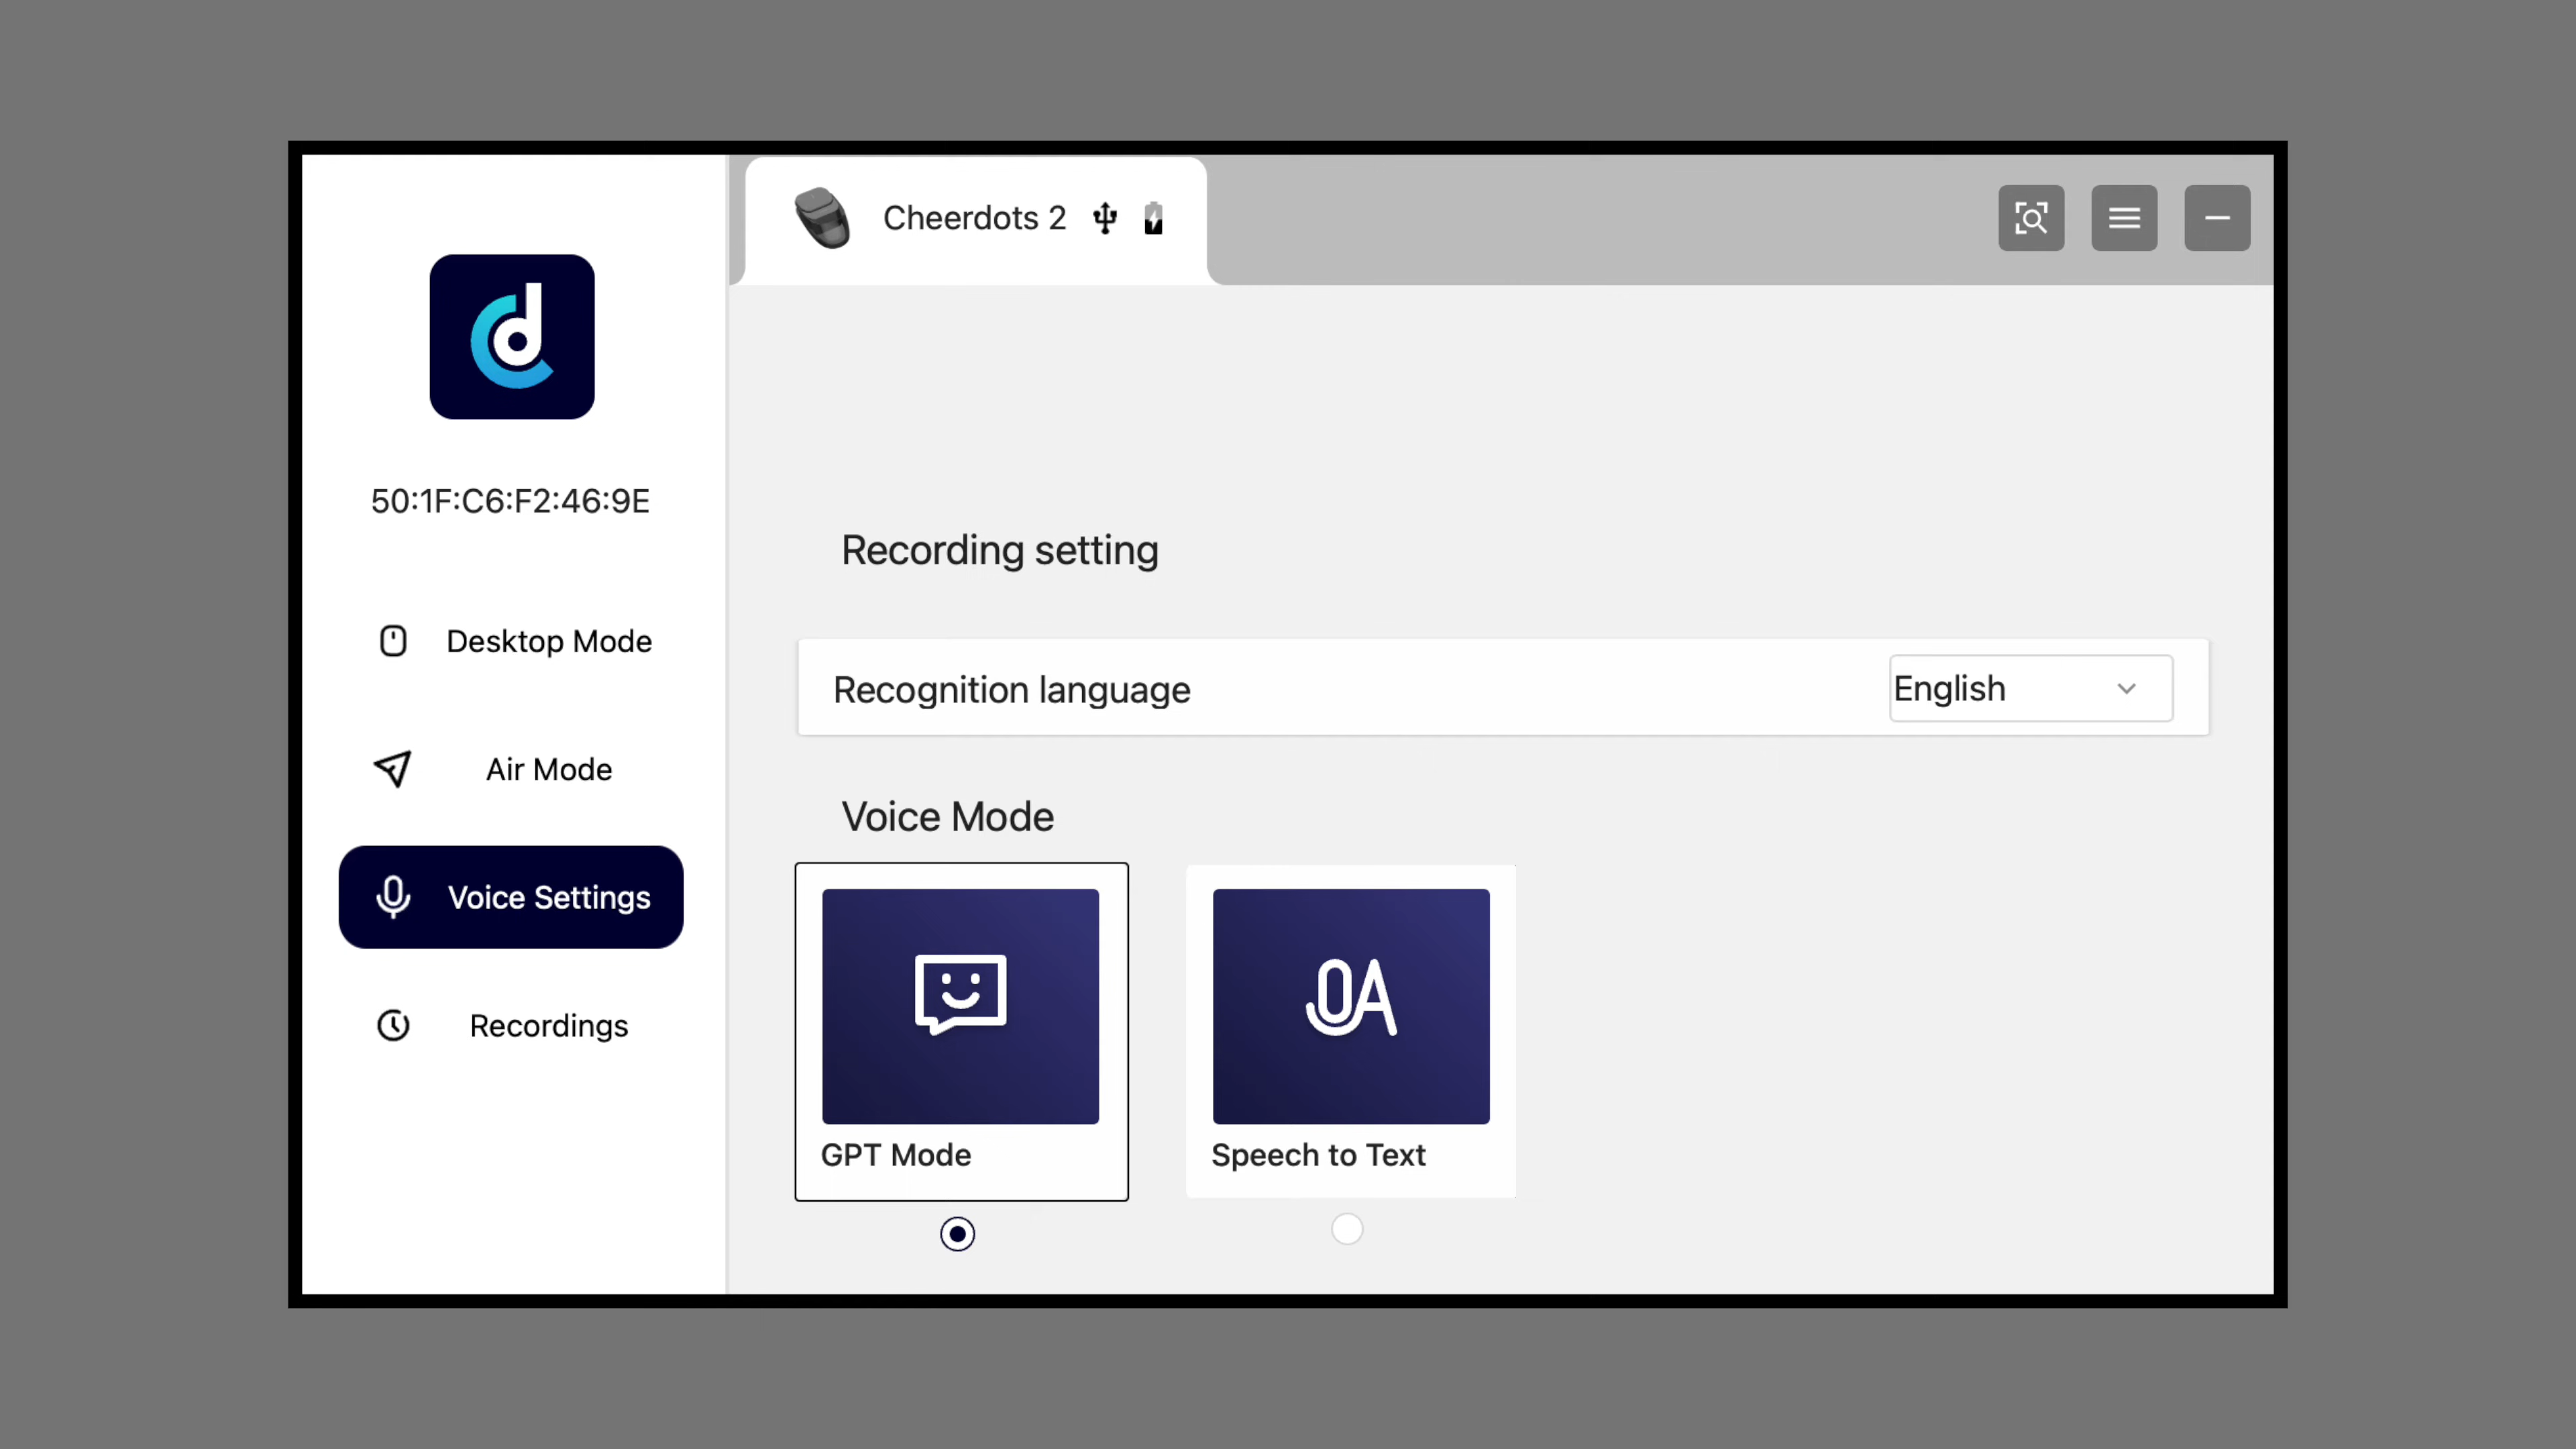 Cheerdots 2
50:1F:C6:F2:46:9E
Desktop Mode
Air Mode
Voice Settings
Recordings
Recording setting
Recognition language
English
Voice Mode
GPT Mode
Speech to Text